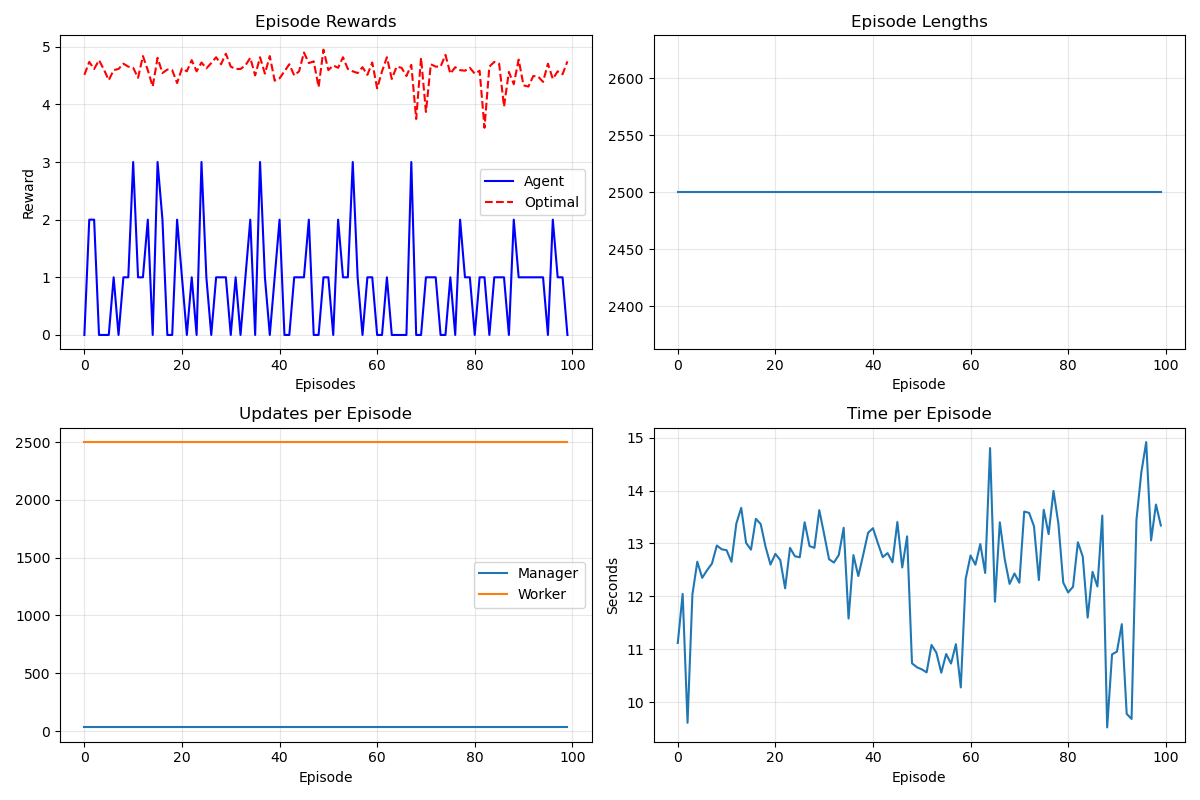 Episode Rewards
5
4
3
2
1
0
Reward
0 20 40 60 80 100
Episodes
Agent
Optimal
Episode Lengths
2600
2550
2500
2450
2400
0 20 40 60 80 100
Episode
Updates per Episode
2500
2000
1500
1000
500
0
0 20 40 60 80 100
Episode
Manager
Worker
Time per Episode
15
14
13
12
11
10
Seconds
0 20 40 60 80 100
Episode